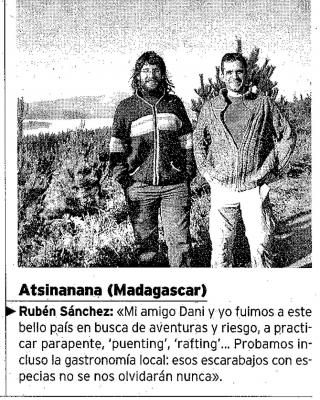 Atsinanana (Madagascar)
▶ Rubén Sánchez: «Mi amigo Dani y yo fuimos a este
bello país en busca de aventuras y riesgo, a practi-
car parapente, 'puenting', 'rafting'... Probamos in-
cluso la gastronomía local: esos escarabajos con es-
pecias no se nos olvidarán nunca».